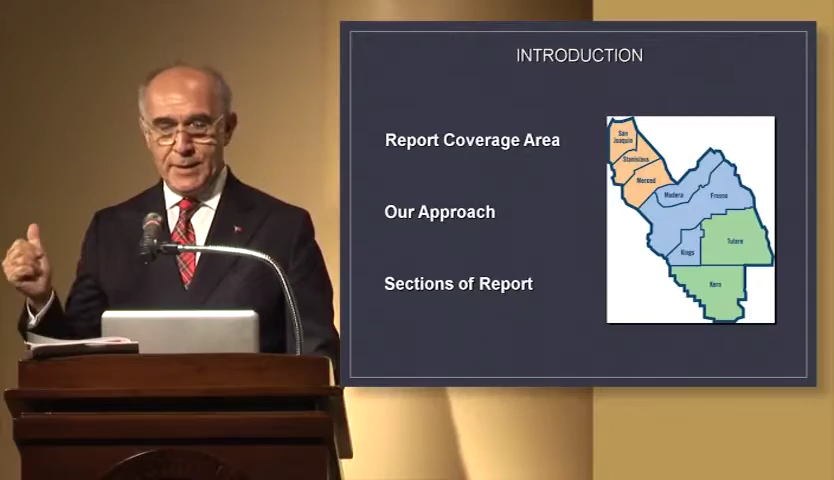 INTRODUCTION
Report Coverage Area
Our Approach
Sections of Report
San
Joaquin
Stanislaus
Merced
Madera
Fresno
Kings
Tulare
Kern